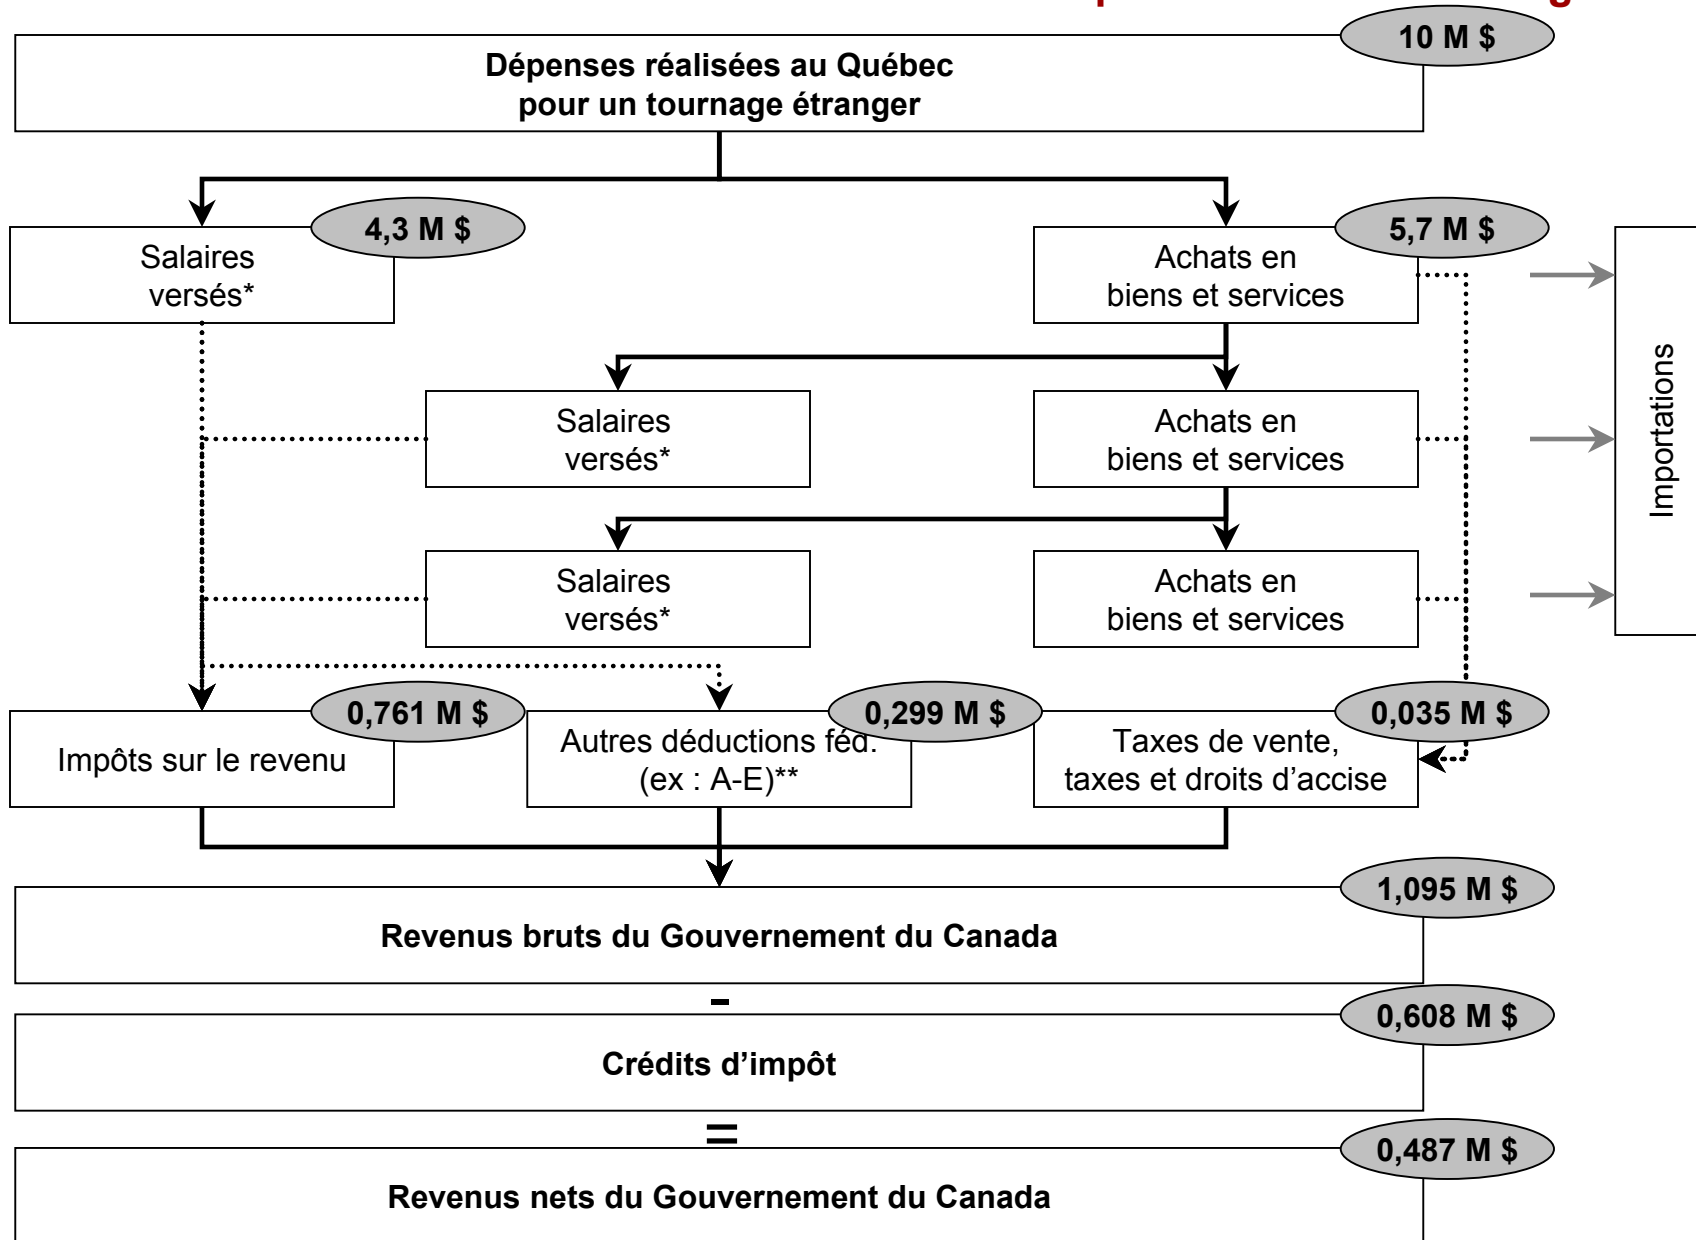 10 M $
Dépenses réalisées au Québec
pour un tournage étranger
4,3 M $
5,7 M $
Salaires
versés*
Achats en
biens et services
Importations
Salaires
versés*
Achats en
biens et services
Salaires
versés*
Achats en
biens et services
0,761 M $
0,299 M $
0,035 M $
Impôts sur le revenu
Autres déductions féd.
(ex : A-E)**
Taxes de vente,
taxes et droits d’accise
1,095 M $
Revenus bruts du Gouvernement du Canada
-
0,608 M $
Crédits d’impôt
=
0,487 M $
Revenus nets du Gouvernement du Canada